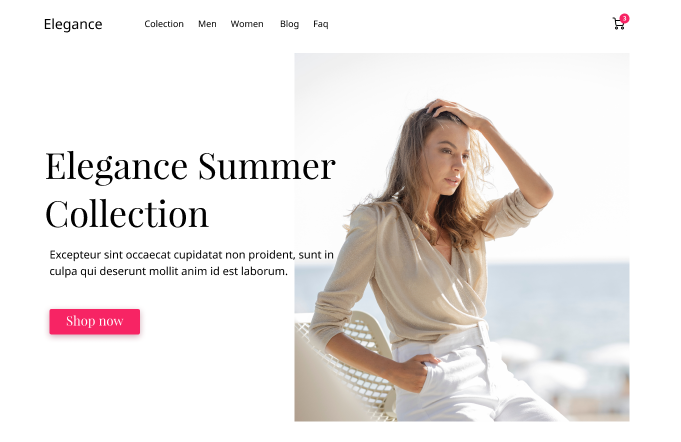 Elegance
Colection Men Women Blog Faq
3
Elegance Summer
Collection
Excepteur sint occaecat cupidatat non proident, sunt in
culpa qui deserunt mollit anim id est laborum.
Shop now